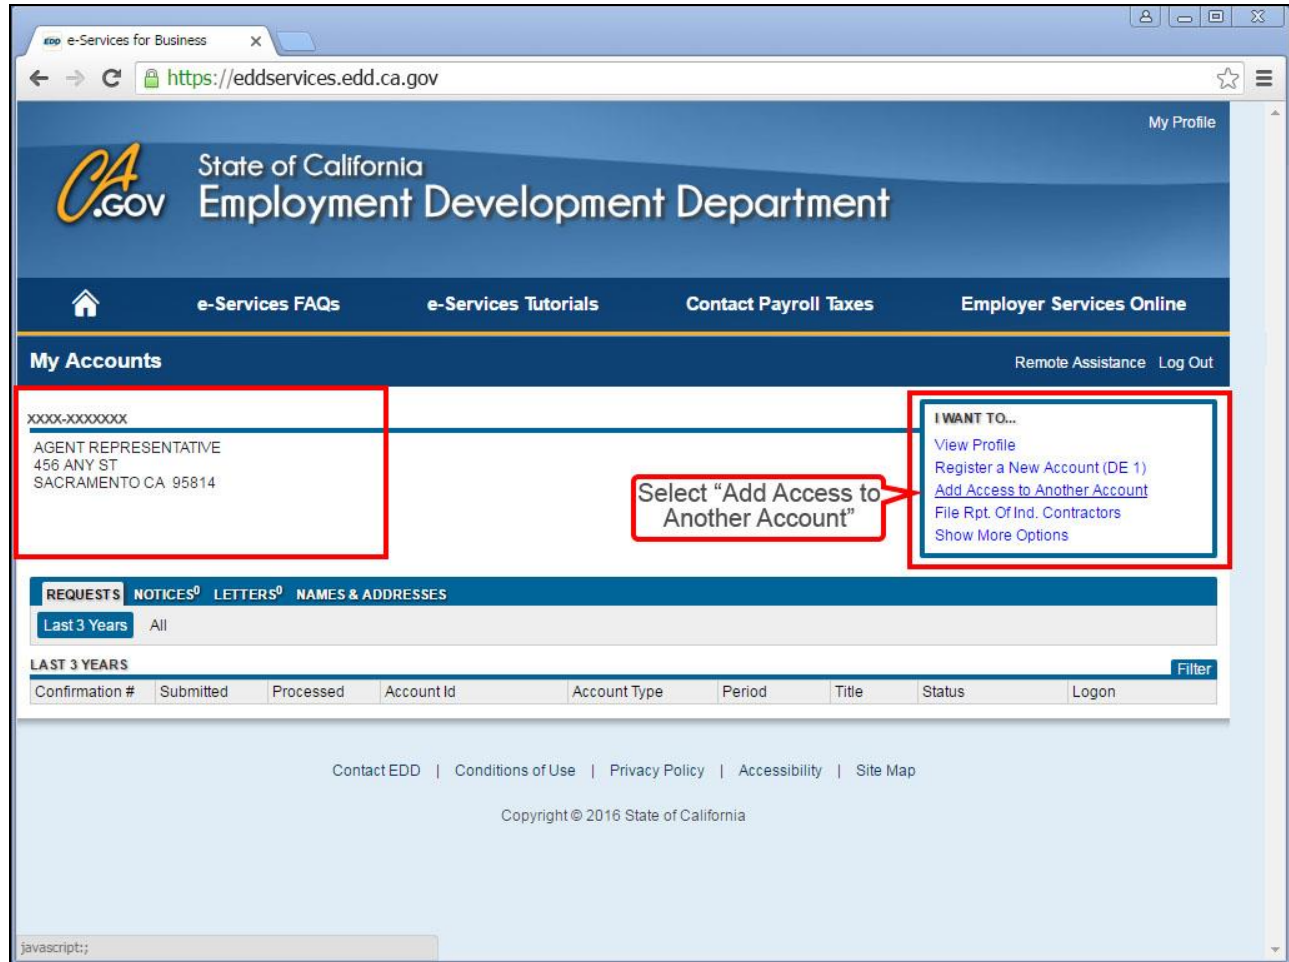 EDD e-Services for Business
https://eddservices.edd.ca.gov
My Profile
CA.GOV
State of California
Employment Development Department
e-Services FAQs e-Services Tutorials Contact Payroll Taxes Employer Services Online
My Accounts Remote Assistance Log Out
XXXX-XXXXXXX
AGENT REPRESENTATIVE
456 ANY ST
SACRAMENTO CA 95814
Select “Add Access to
Another Account”
I WANT TO...
View Profile
Register a New Account (DE 1)
Add Access to Another Account
File Rpt. Of Ind. Contractors
Show More Options
REQUESTS NOTICES0 LETTERS0 NAMES & ADDRESSES
Last 3 Years All
LAST 3 YEARS Filter
Confirmation # Submitted Processed Account Id Account Type Period Title Status Logon
Contact EDD | Conditions of Use | Privacy Policy | Accessibility | Site Map
Copyright © 2016 State of California
javascript:;